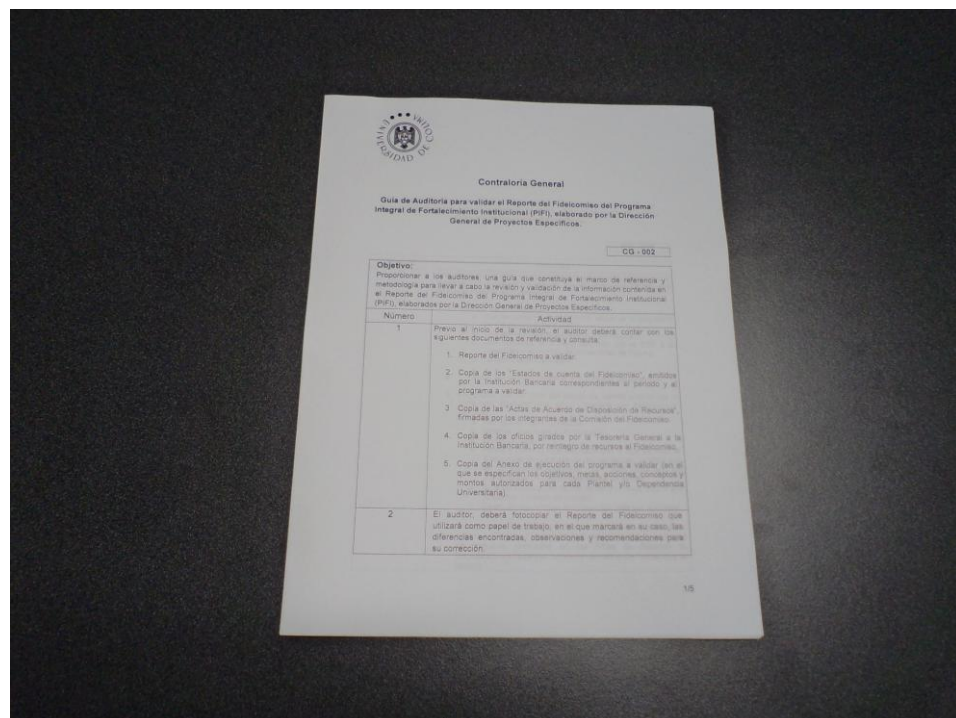 UNIVERSIDAD DE COLIMA
Contraloría General
Guía de Auditoría para validar el Reporte del Fideicomiso del Programa
Integral de Fortalecimiento Institucional (PIFI), elaborado por la Dirección
General de Proyectos Específicos.
CG - 002
Objetivo:
Proporcionar a los auditores, una guía que constituya el marco de referencia y
metodología para llevar a cabo la revisión y validación de la información contenida en
el Reporte del Fideicomiso del Programa Integral de Fortalecimiento Institucional
(PIFI), elaborados por la Dirección General de Proyectos Específicos.
Número Actividad
1 Previo al inicio de la revisión, el auditor deberá contar con los
siguientes documentos de referencia y consulta:
1. Reporte del Fideicomiso a validar.
2. Copia de los "Estados de cuenta del Fideicomiso", emitidos
por la Institución Bancaria correspondientes al periodo y al
programa a validar.
3 Copia de las "Actas de Acuerdo de Disposición de Recursos",
firmadas por los integrantes de la Comisión del Fideicomiso.
4. Copia de los oficios girados por la Tesorería General a la
Institución Bancaria, por reintegro de recursos al Fideicomiso.
5. Copia del Anexo de ejecución del programa a validar (en el
que se especifican los objetivos, metas, acciones, conceptos y
montos autorizados para cada Plantel y/o Dependencia
Universitaria).
2 El auditor, deberá fotocopiar el Reporte del Fideicomiso que
utilizará como papel de trabajo, en el que marcará en su caso, las
diferencias encontradas, observaciones y recomendaciones para
su corrección.
1/5